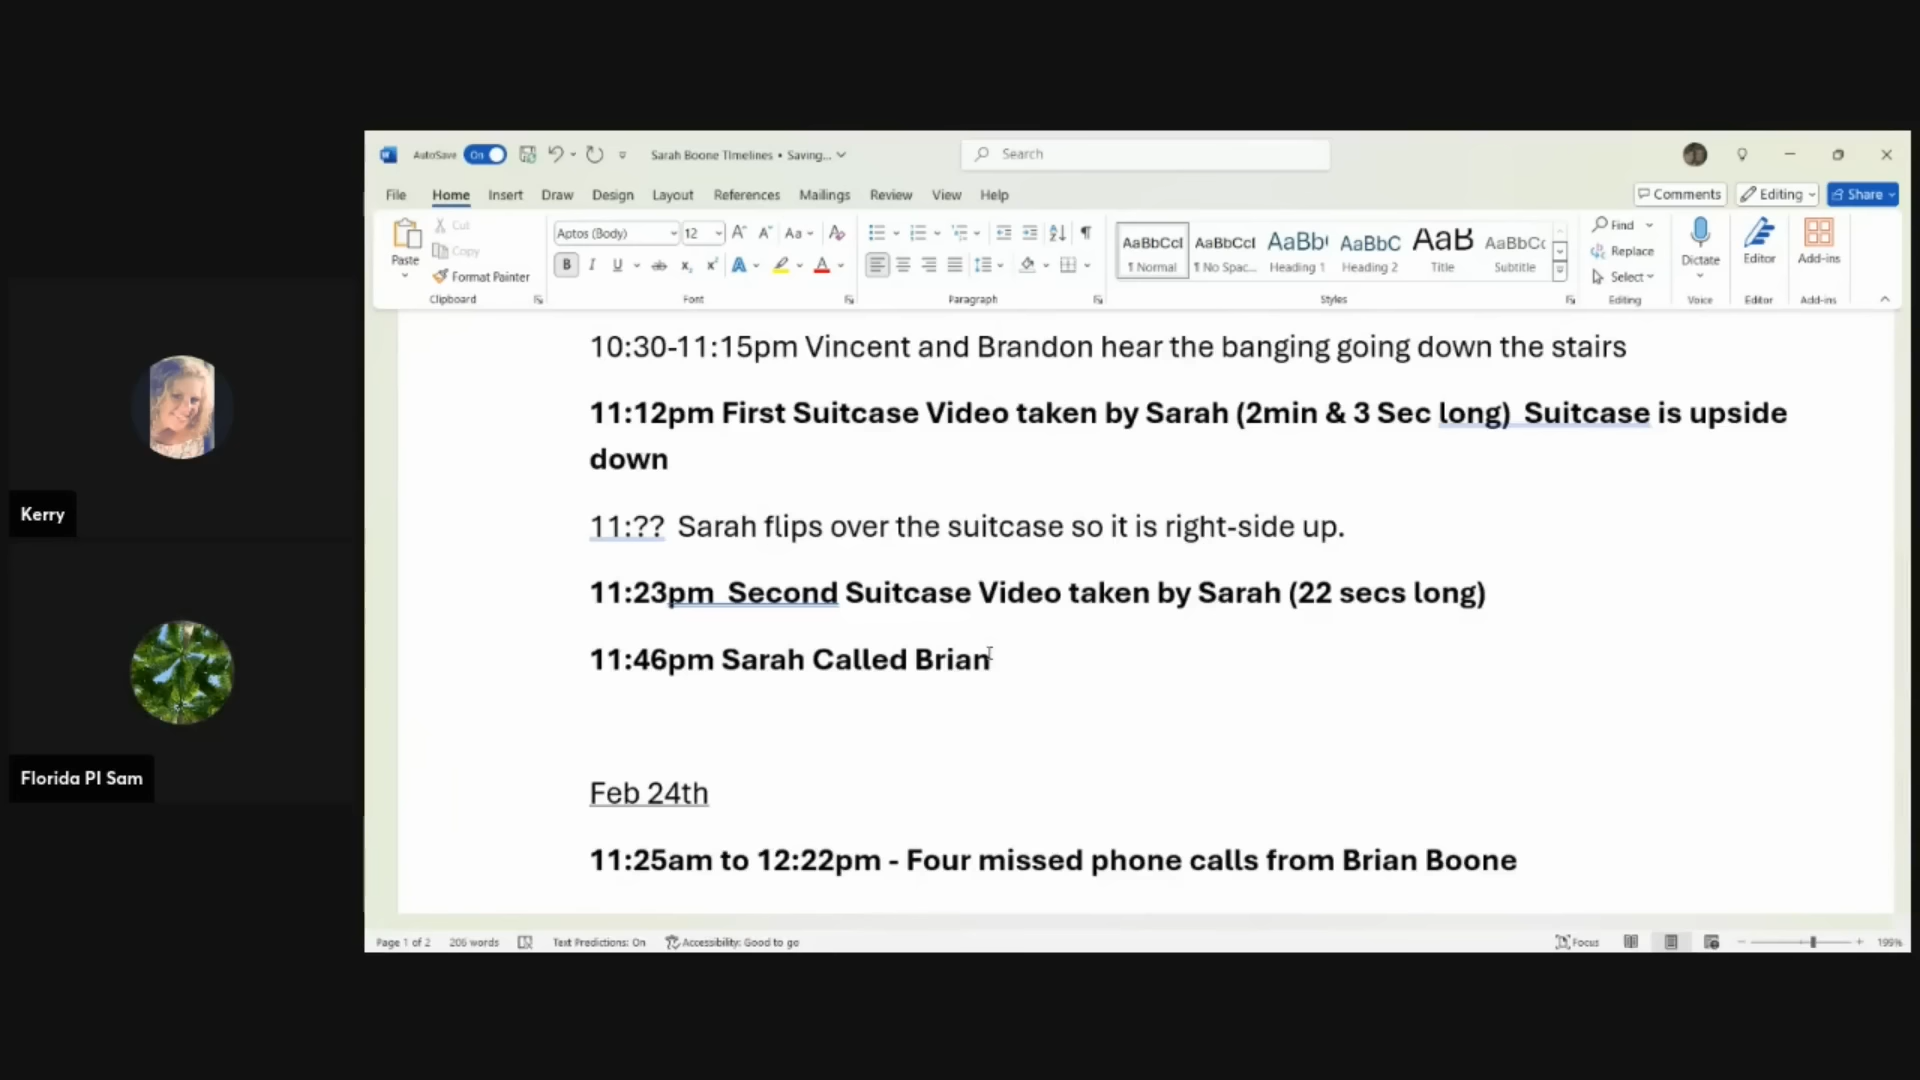 AutoSave On Sarah Boone TImelines • Saving... Search
File Home Insert Draw Design Layout References Mailings Review View Help Comments Editing Share
Paste Cut Copy Format Painter Clipboard
Aptos (Body) 12 Aa Font
Paragraph
AaBbCcI AaBbCcI AaBbI AaBbC AaB AaBbCc
¶ Normal ¶ No Spac... Heading 1 Heading 2 Title Subtitle
Styles
Find Replace Select Editing
Dictate Voice
Editor Editor
Add-ins Add-ins
10:30-11:15pm Vincent and Brandon hear the banging going down the stairs
11:12pm First Suitcase Video taken by Sarah (2min & 3 Sec long)  Suitcase is upside
down
11:??  Sarah flips over the suitcase so it is right-side up.
11:23pm  Second Suitcase Video taken by Sarah (22 secs long)
11:46pm Sarah Called Brian
Feb 24th
11:25am to 12:22pm - Four missed phone calls from Brian Boone
Page 1 of 2 206 words Text Predictions: On Accessibility: Good to go Focus 199%
Kerry
Florida PI Sam